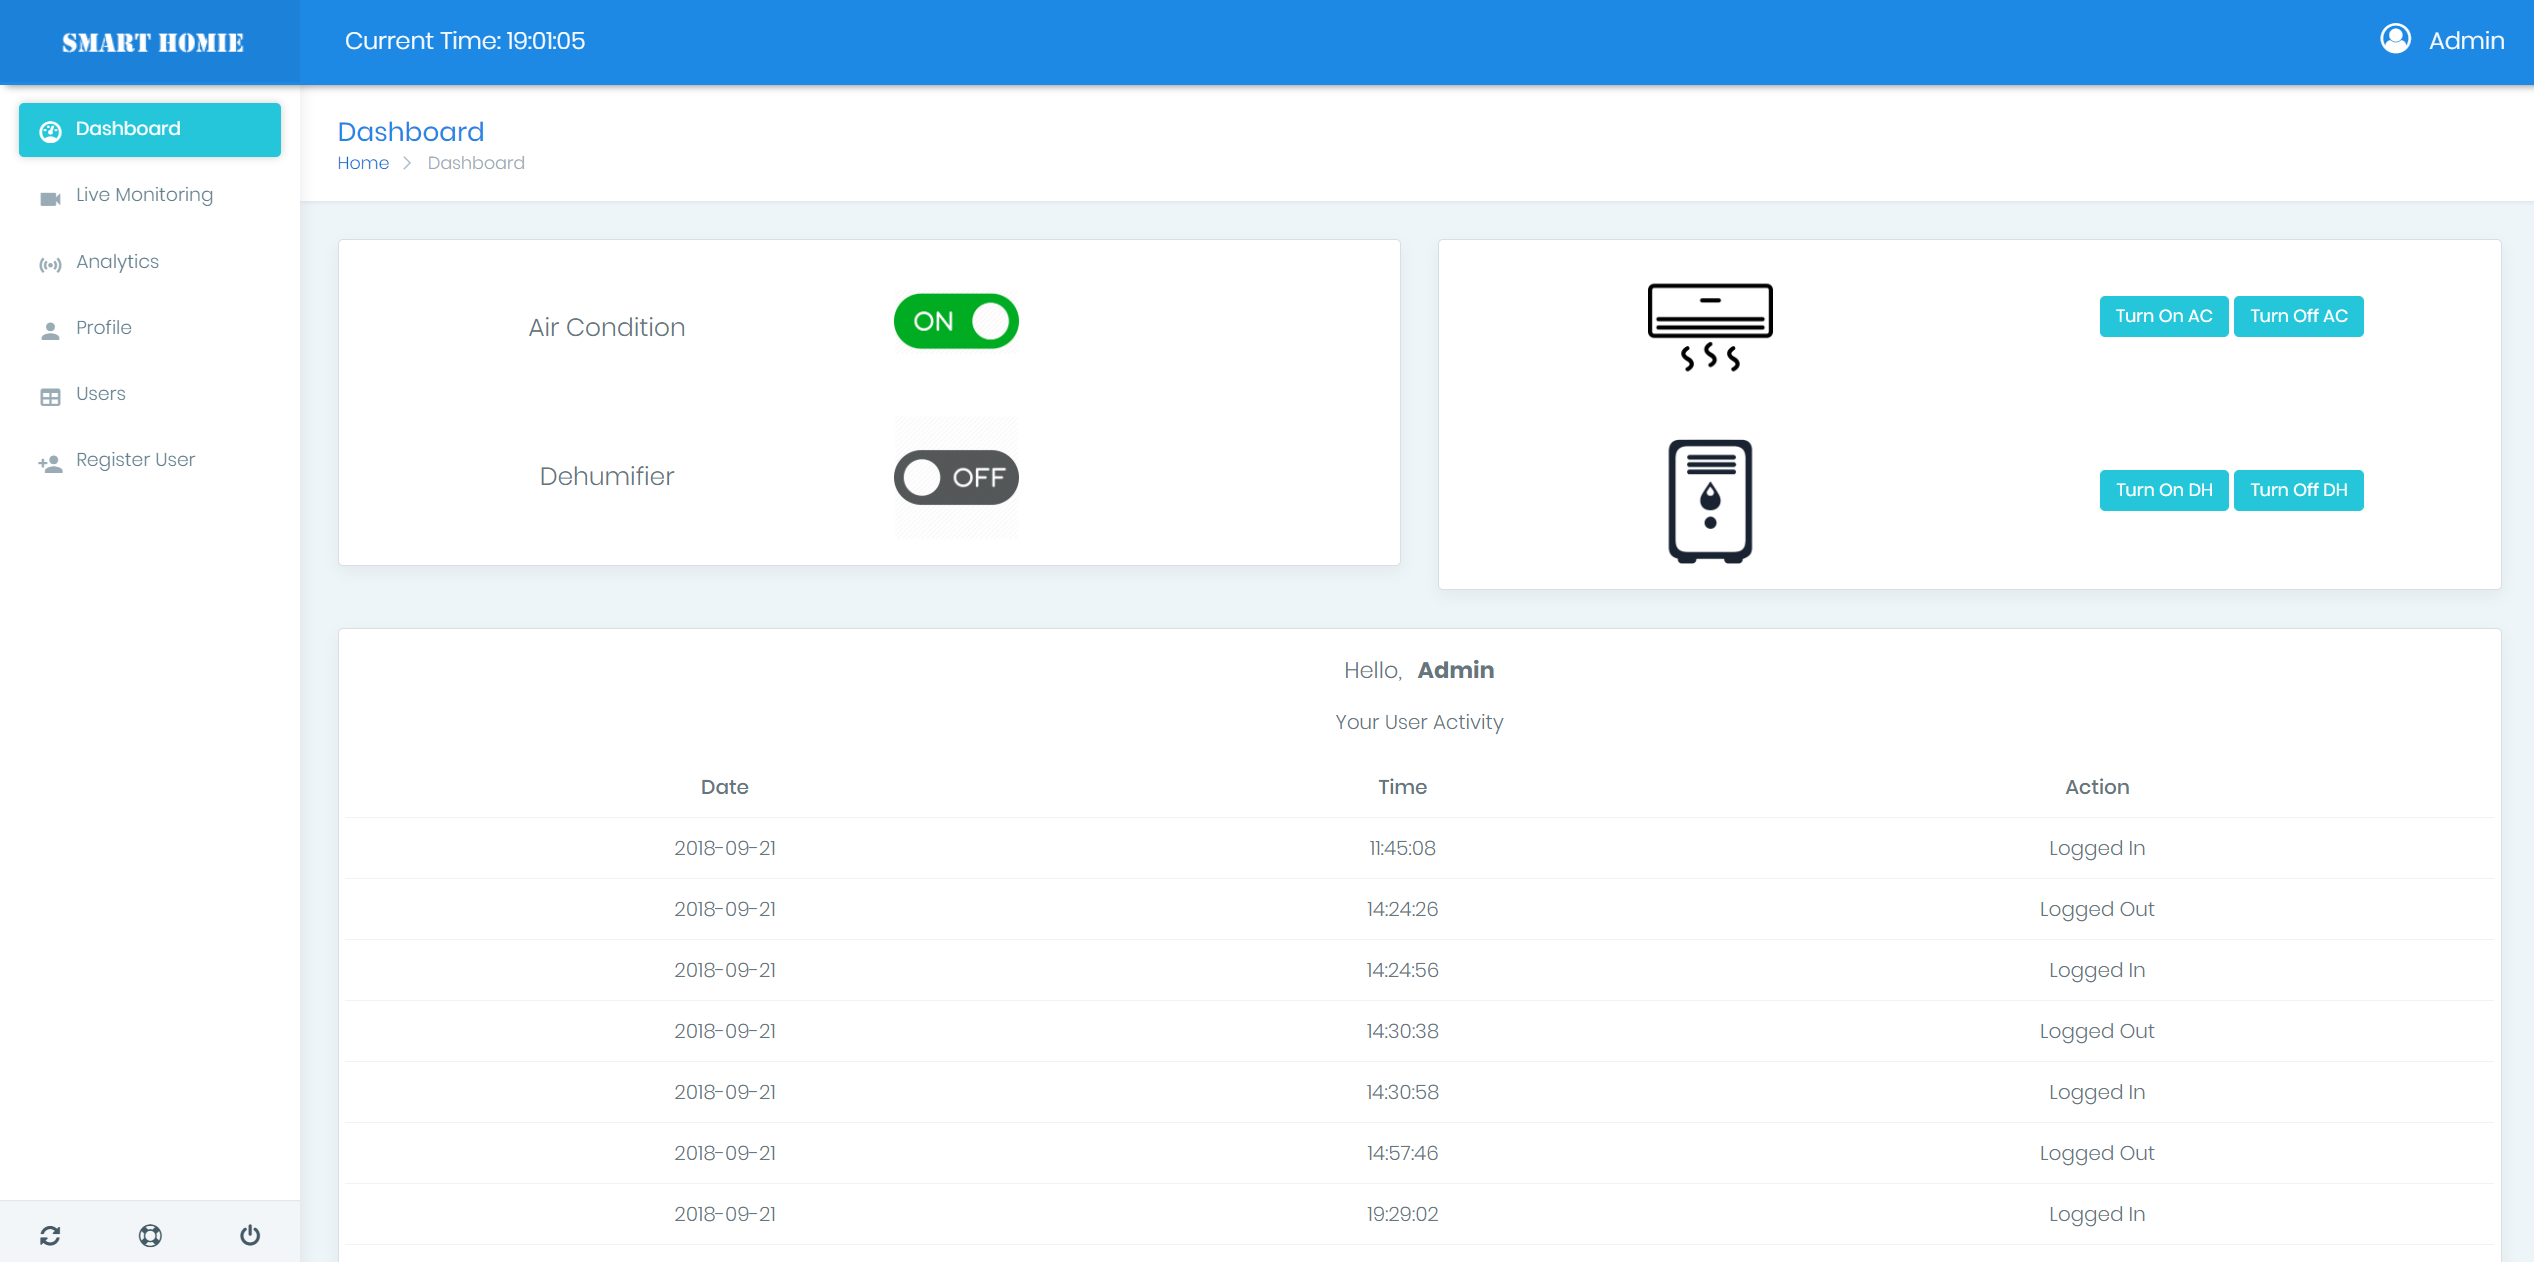 SMART HOMIE
Current Time: 19:01:05
Admin
Dashboard
Live Monitoring
Analytics
Profile
Users
Register User
Dashboard
Home > Dashboard
Air Condition
ON
Dehumifier
OFF
Turn On AC Turn Off AC
Turn On DH Turn Off DH
Hello, Admin
Your User Activity
Date Time Action
2018-09-21 11:45:08 Logged In
2018-09-21 14:24:26 Logged Out
2018-09-21 14:24:56 Logged In
2018-09-21 14:30:38 Logged Out
2018-09-21 14:30:58 Logged In
2018-09-21 14:57:46 Logged Out
2018-09-21 19:29:02 Logged In